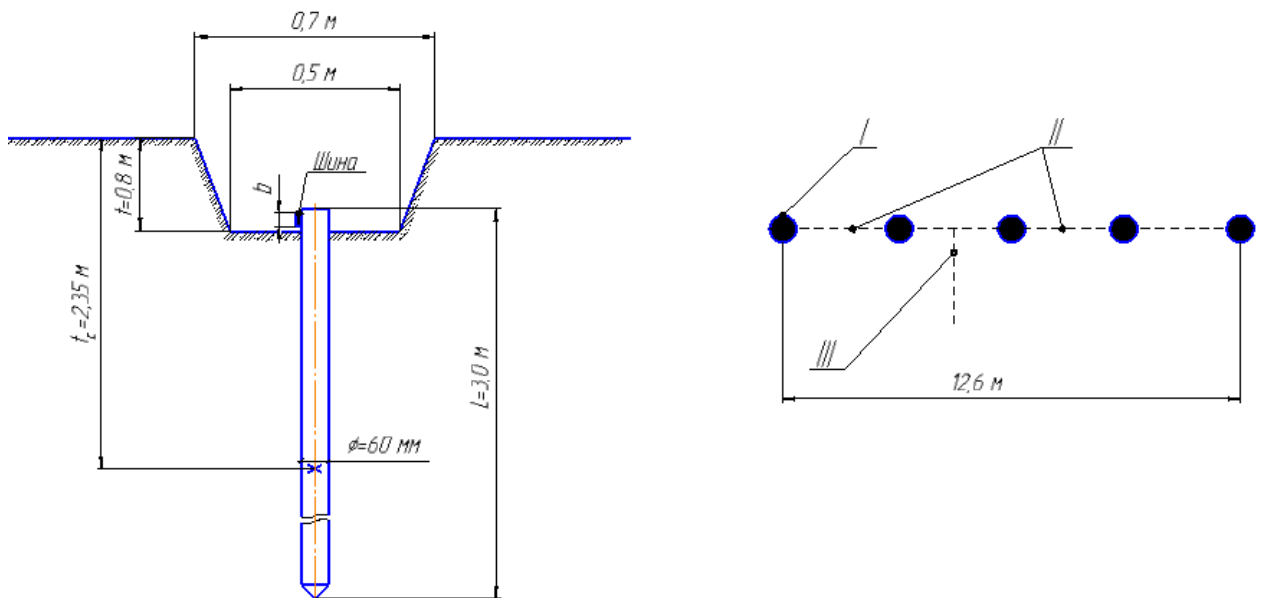 0,7 м
0,5 м
t=0,8 м
b
Шина
t_c=2,35 м
L=3,0 м
ϕ=60 мм
I
II
III
12,6 м